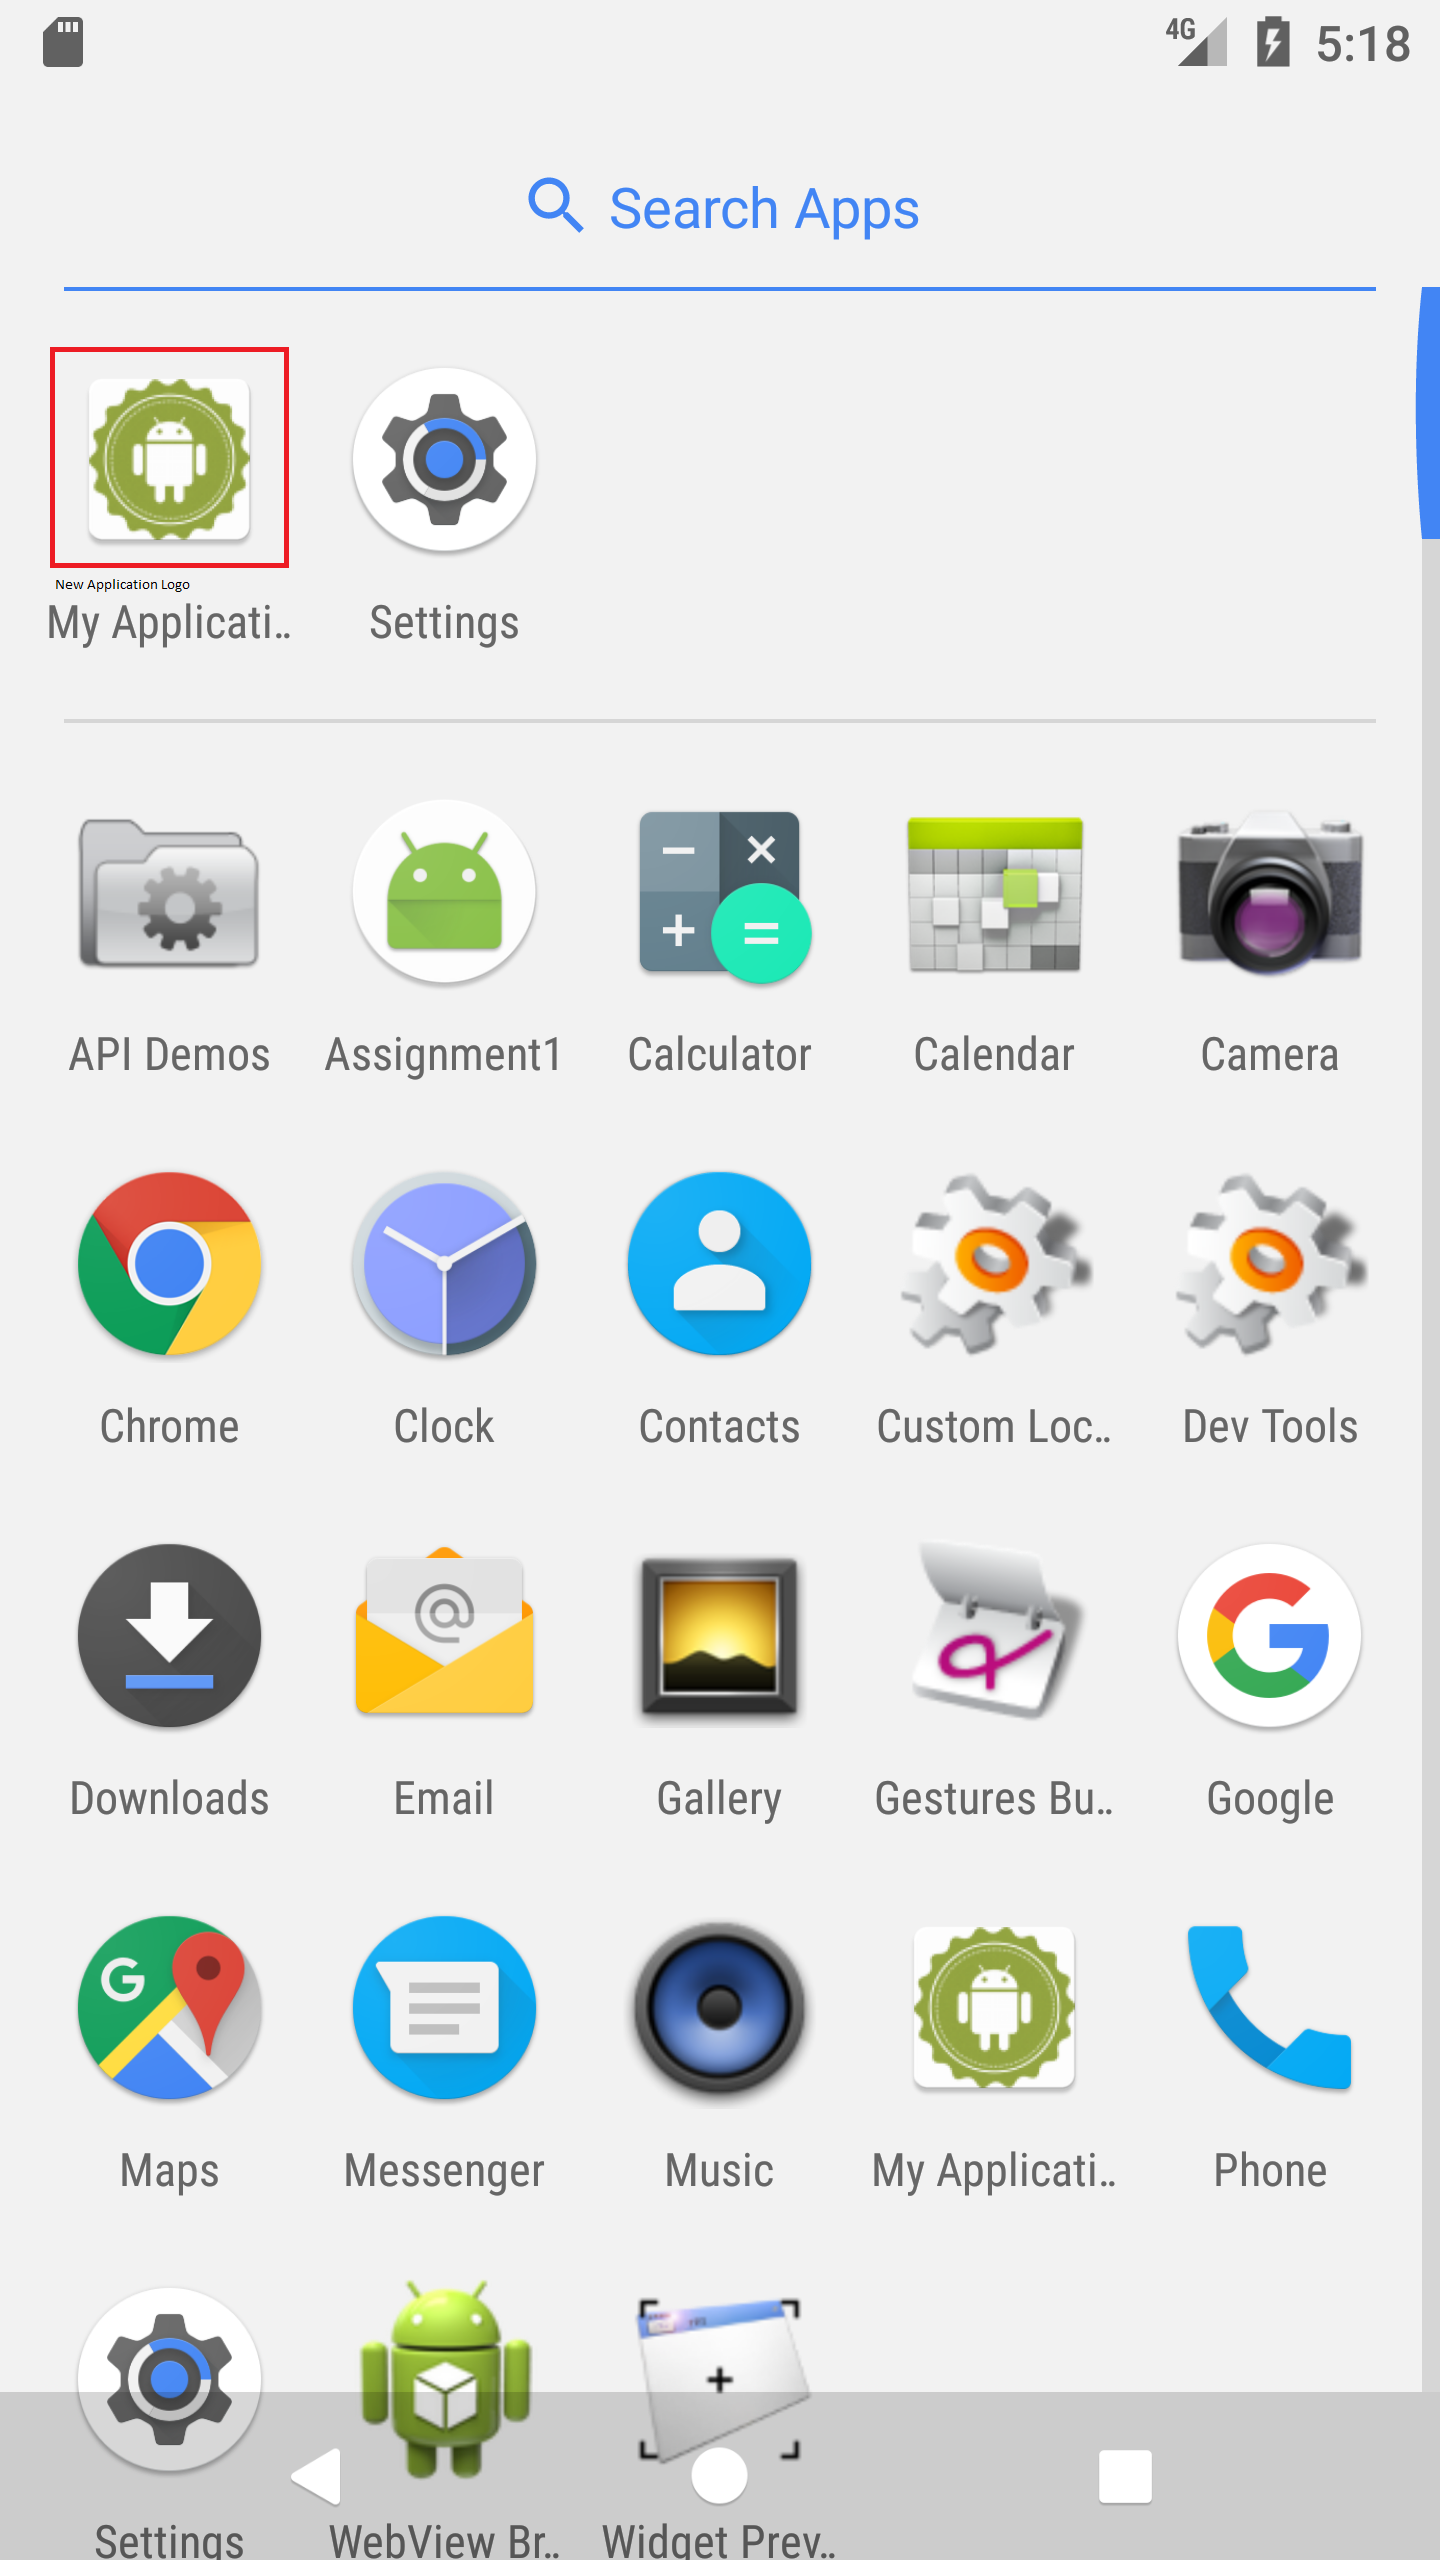 4G 5:18
Search Apps
New Application Logo
My Applicati.. Settings
API Demos Assignment1 Calculator Calendar Camera
Chrome Clock Contacts Custom Loc.. Dev Tools
Downloads Email Gallery Gestures Bu.. Google
Maps Messenger Music My Applicati.. Phone
Settings WebView Br.. Widget Prev..